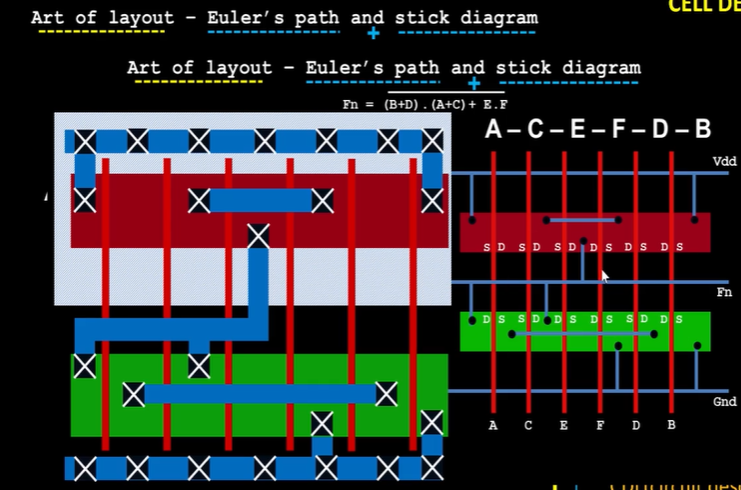 CELL DE
Art of layout – Euler's path and stick diagram
+
Art of layout – Euler's path and stick diagram
+
Fn = (B+D).(A+C)+ E.F
A-C-E-F-D-B
Vdd
S D S D S D D S D S D S
Fn
D S S D D S D S S D D S
Gnd
A C E F D B